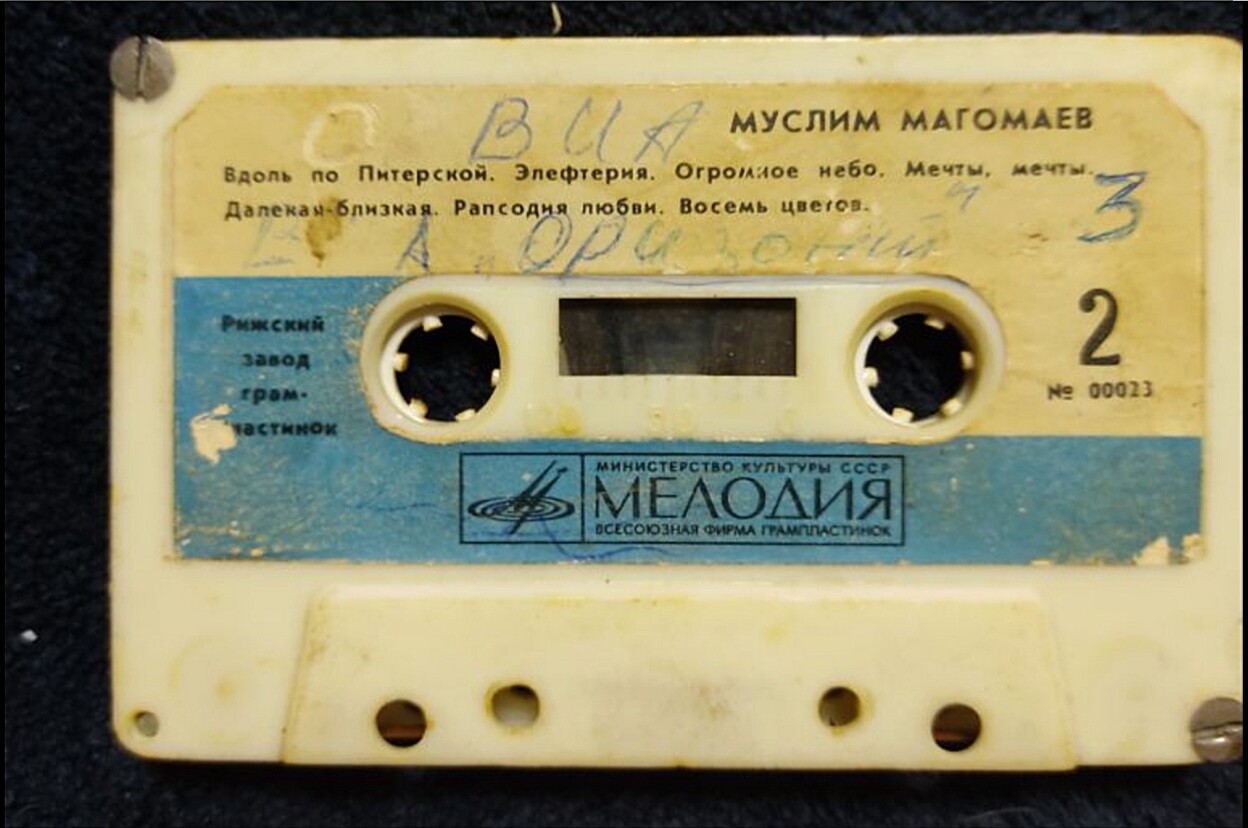 ВИА
МУСЛИМ МАГОМАЕВ
Вдоль по Питерской. Элефтерия. Огромное небо. Мечты, мечты.
Далекая-близкая. Рапсодия любви. Восемь цветов.
3
2
№ 00023
Рижский
завод
грам-
пластинок
МИНИСТЕРСТВО КУЛЬТУРЫ СССР
МЕЛОДИЯ
ВСЕСОЮЗНАЯ ФИРМА ГРАМПЛАСТИНОК